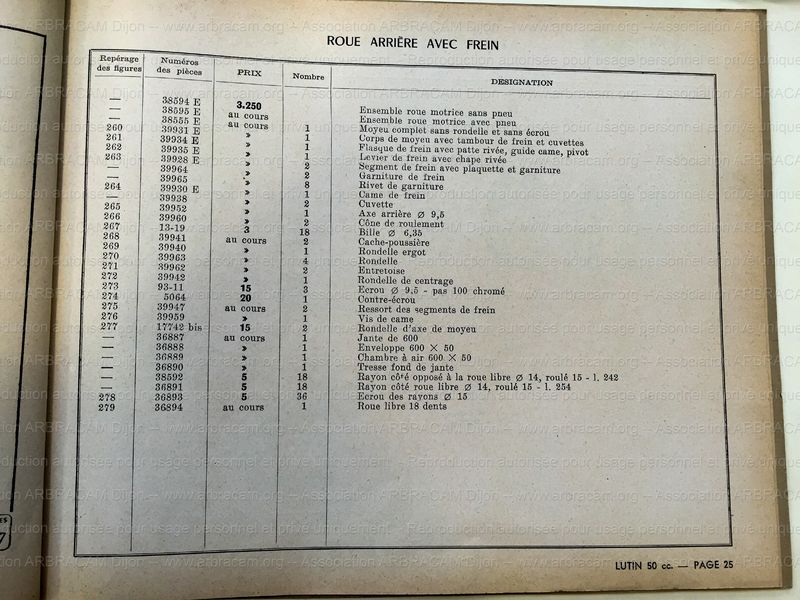 ROUE ARRIÈRE AVEC FREIN
Repérage des figures Numéros des pièces PRIX Nombre DESIGNATION
— 38594 E 3.250 Ensemble roue motrice sans pneu
— 38595 E au cours Ensemble roue motrice avec pneu
— 38555 E au cours 1 Moyeu complet sans rondelle et sans écrou
260 39931 E » 1 Corps de moyeu avec tambour de frein et cuvettes
261 39934 E » 1 Flasque de frein avec patte rivée, guide came, pivot
262 39935 E » 1 Levier de frein avec chape rivée
263 39928 E » 2 Segment de frein avec plaquette et garniture
— 39964 » 2 Garniture de frein
— 39965 » 8 Rivet de garniture
264 39930 E » 1 Came de frein
— 39938 » 2 Cuvette
265 39952 » 1 Axe arrière ∅ 9,5
266 39960 » 2 Cône de roulement
267 13-19 3 18 Bille ∅ 6,35
268 39941 au cours 2 Cache-poussière
269 39940 » 1 Rondelle ergot
270 39963 » 4 Rondelle
271 39962 » 2 Entretoise
272 39942 » 1 Rondelle de centrage
273 93-11 15 3 Ecrou ∅ 9,5 - pas 100 chromé
274 5064 20 1 Contre-écrou
275 39947 au cours 2 Ressort des segments de frein
276 39959 » 1 Vis de came
277 17742 bis 15 2 Rondelle d'axe de moyeu
— 36887 au cours 1 Jante de 600
— 36888 » 1 Enveloppe 600 × 50
— 36889 » 1 Chambre à air 600 × 50
— 36890 » 1 Tresse fond de jante
— 38592 5 18 Rayon côté opposé à la roue libre ∅ 14, roulé 15 - l. 242
— 36891 5 18 Rayon côté roue libre ∅ 14, roulé 15 - l. 254
278 36893 5 36 Ecrou des rayons ∅ 15
279 36894 au cours 1 Roue libre 18 dents
LUTIN 50 cc. — PAGE 25